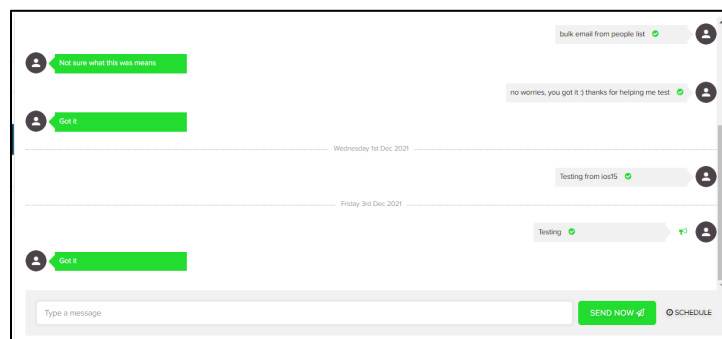 bulk email from people list
Not sure what this was means
no worries, you got it :) thanks for helping me test
Got it
Wednesday 1st Dec 2021
Testing from ios15
Friday 3rd Dec 2021
Testing
Got it
Type a message
SEND NOW
SCHEDULE